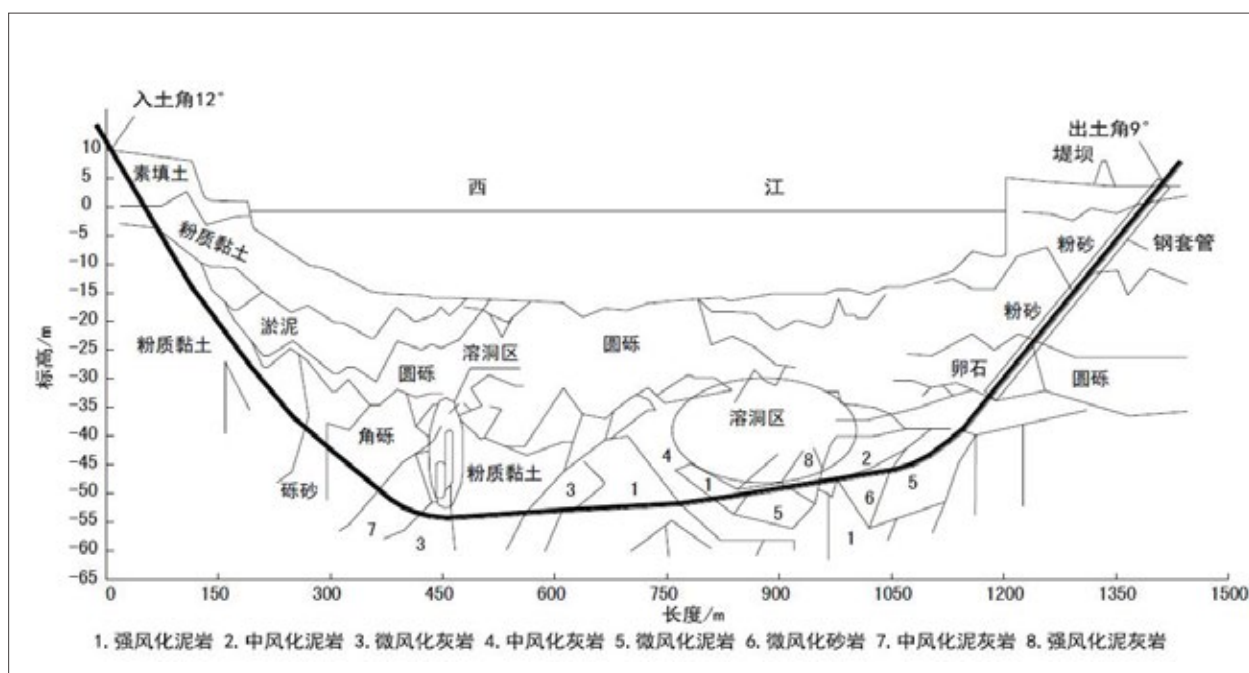 入土角12°
出土角9°
堤坝
素填土
西 江
粉质黏土
粉砂
钢套管
淤泥
粉砂
粉质黏土
溶洞区
圆砾
圆砾
卵石
圆砾
溶洞区
角砾
粉质黏土
砾砂
4
8
2
3
1
1
5
6
5
7
3
1
标高/m
10
5
0
-5
-10
-15
-20
-25
-30
-35
-40
-45
-50
-55
-60
-65
0 150 300 450 600 750 900 1050 1200 1350 1500
长度/m
1. 强风化泥岩 2. 中风化泥岩 3. 微风化灰岩 4. 中风化灰岩 5. 微风化泥岩 6. 微风化砂岩 7. 中风化泥灰岩 8. 强风化泥灰岩